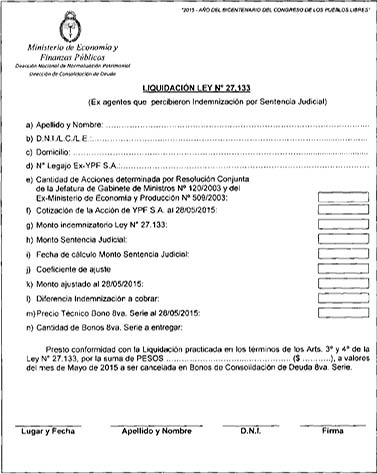 "2015 - AÑO DEL BICENTENARIO DEL CONGRESO DE LOS PUEBLOS LIBRES"
Ministerio de Economía y
Finanzas Públicas
Dirección Nacional de Normalización Patrimonial
Dirección de Consolidación de Deuda
LIQUIDACIÓN LEY Nº 27.133
(Ex agentes que percibieron Indemnización por Sentencia Judicial)
a) Apellido y Nombre:
b) D.N.I./L.C./L.E.:
c) Domicilio:
d) Nº Legajo Ex-YPF S.A.:
e) Cantidad de Acciones determinada por Resolución Conjunta
de la Jefatura de Gabinete de Ministros Nº 120/2003 y del
Ex-Ministerio de Economía y Producción Nº 509/2003:
f) Cotización de la Acción de YPF S.A. al 28/05/2015:
g) Monto indemnizatorio Ley Nº 27.133:
h) Monto Sentencia Judicial:
i) Fecha de cálculo Monto Sentencia Judicial:
j) Coeficiente de ajuste
k) Monto ajustado al 28/05/2015:
l) Diferencia Indemnización a cobrar:
m) Precio Técnico Bono 8va. Serie al 28/05/2015:
n) Cantidad de Bonos 8va. Serie a entregar:
Presto conformidad con la Liquidación practicada en los términos de los Arts. 3º y 4º de la
Ley Nº 27.133, por la suma de PESOS ........................ ($ ..........), a valores
del mes de Mayo de 2015 a ser cancelada en Bonos de Consolidación de Deuda 8va. Serie.
Lugar y Fecha Apellido y Nombre D.N.I. Firma